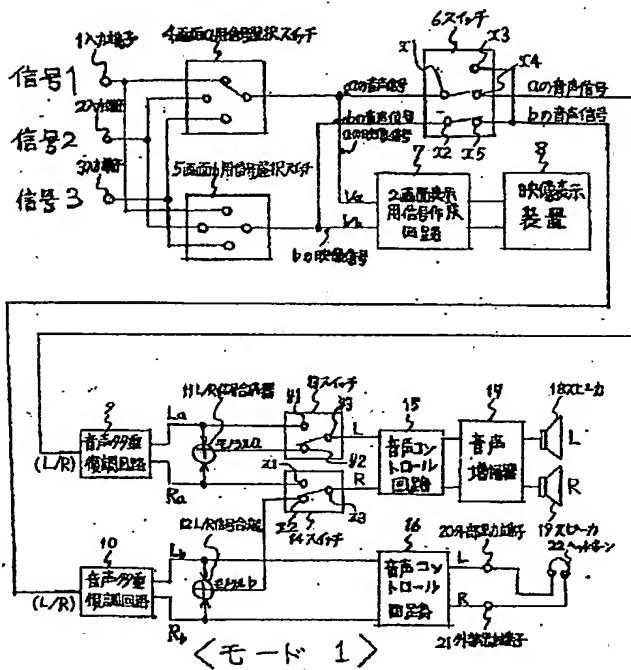 1入力端子
4画面a用信号選択スイッチ
6スイッチ
x3
x
x4
信号1
aの音声信号
aの音声信号
2入力端子
bの音声信号
bの音声信号
信号2
aの映像信号
x2
x5
3入力端子
5画面b用信号選択スイッチ
7
8
信号3
Va
Vb
2画面表示
用信号作成
回路
映像表示
装置
bの映像信号
9
11L/R信号合成器
13スイッチ
15
17
18スピーカ
La
y1
y3
L
音声多重
復調回路
モノラルa
y2
音声コン
トロール
回路
音声
増幅器
L
(L/R)
z1
R
R
Ra
z2
z3
14スイッチ
19スピーカ
10
12L/R信号合成器
16
20外部出力端子
22ヘッドホーン
Lb
L
音声多重
復調回路
モノラルb
音声コン
トロール
回路
(L/R)
R
Rb
21外部出力端子
〈モード 1〉